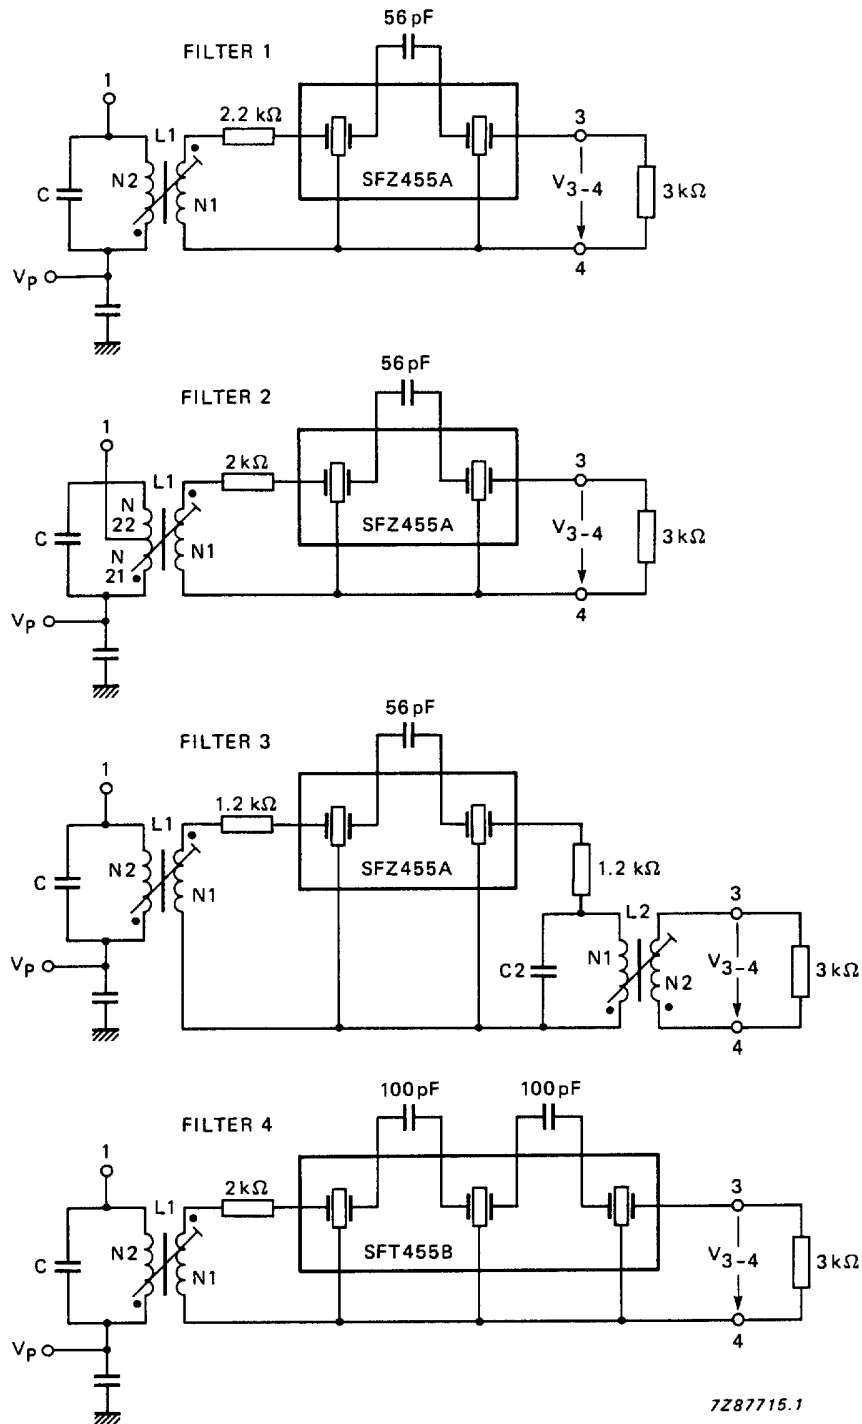 56 pF
FILTER 1
1
L1
2.2 kΩ
3
N2
SFZ455A
V3-4
3 kΩ
C
N1
4
VP
56 pF
FILTER 2
1
L1
2 kΩ
3
N
22
SFZ455A
V3-4
3 kΩ
C
N1
N
21
4
VP
56 pF
FILTER 3
1
L1
1.2 kΩ
N2
SFZ455A
1.2 kΩ
C
N1
L2
3
VP
C2
N1
N2
V3-4
3 kΩ
4
100 pF
100 pF
FILTER 4
1
L1
2 kΩ
3
N2
SFT455B
V3-4
3 kΩ
C
N1
4
VP
7Z87715.1